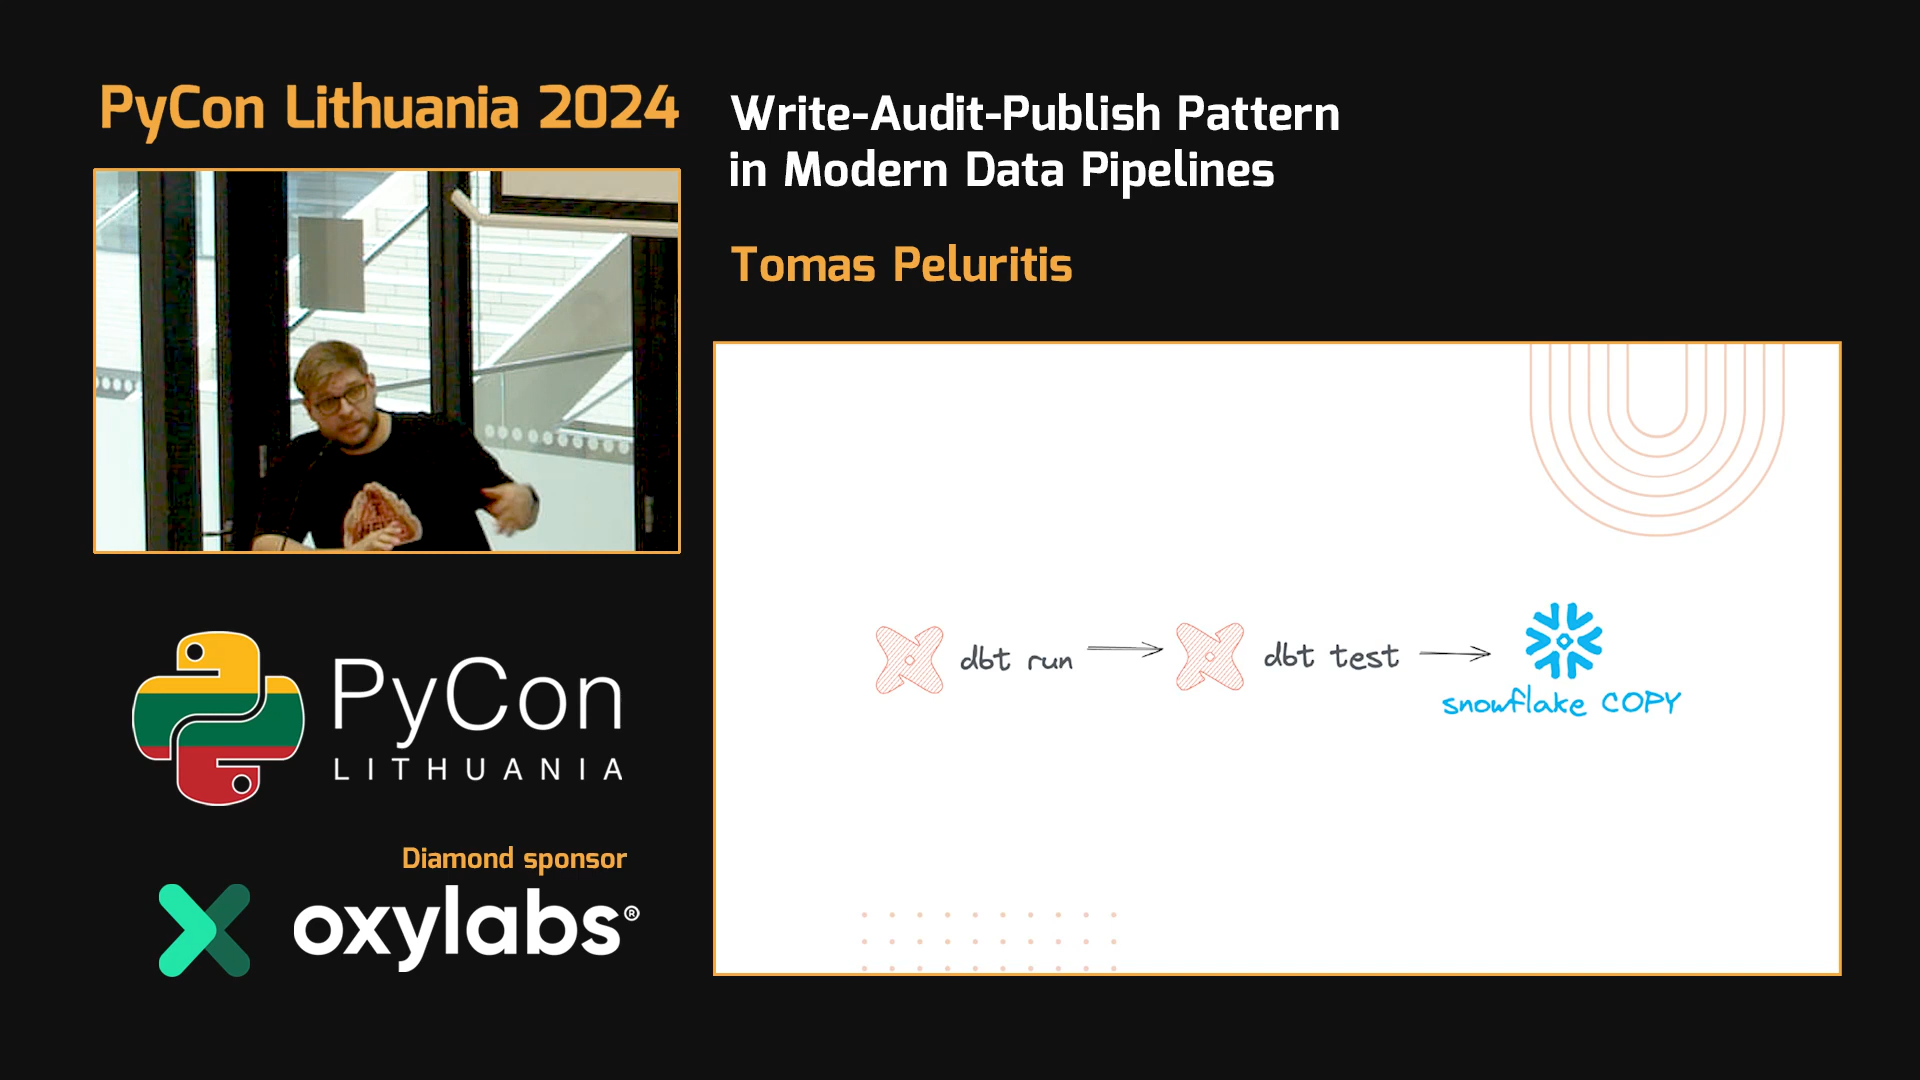 PyCon Lithuania 2024
Write-Audit-Publish Pattern
in Modern Data Pipelines
Tomas Peluritis
dbt run
dbt test
snowflake COPY
PyCon
LITHUANIA
Diamond sponsor
oxylabs®